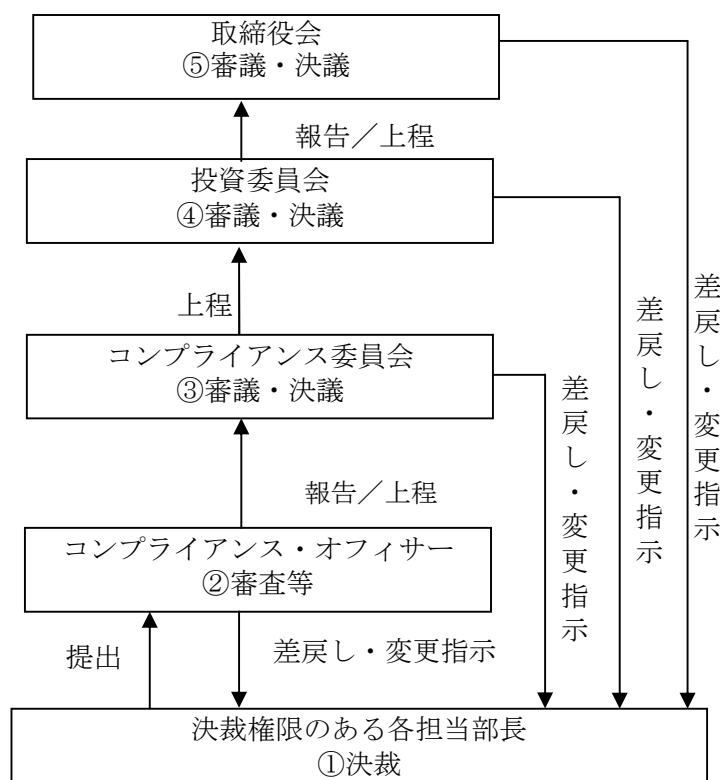 取締役会
⑤審議・決議
報告／上程
投資委員会
④審議・決議
上程
コンプライアンス委員会
③審議・決議
報告／上程
コンプライアンス・オフィサー
②審査等
提出
差戻し・変更指示
差戻し・変更指示
差戻し・変更指示
差戻し・変更指示
決裁権限のある各担当部長
①決裁